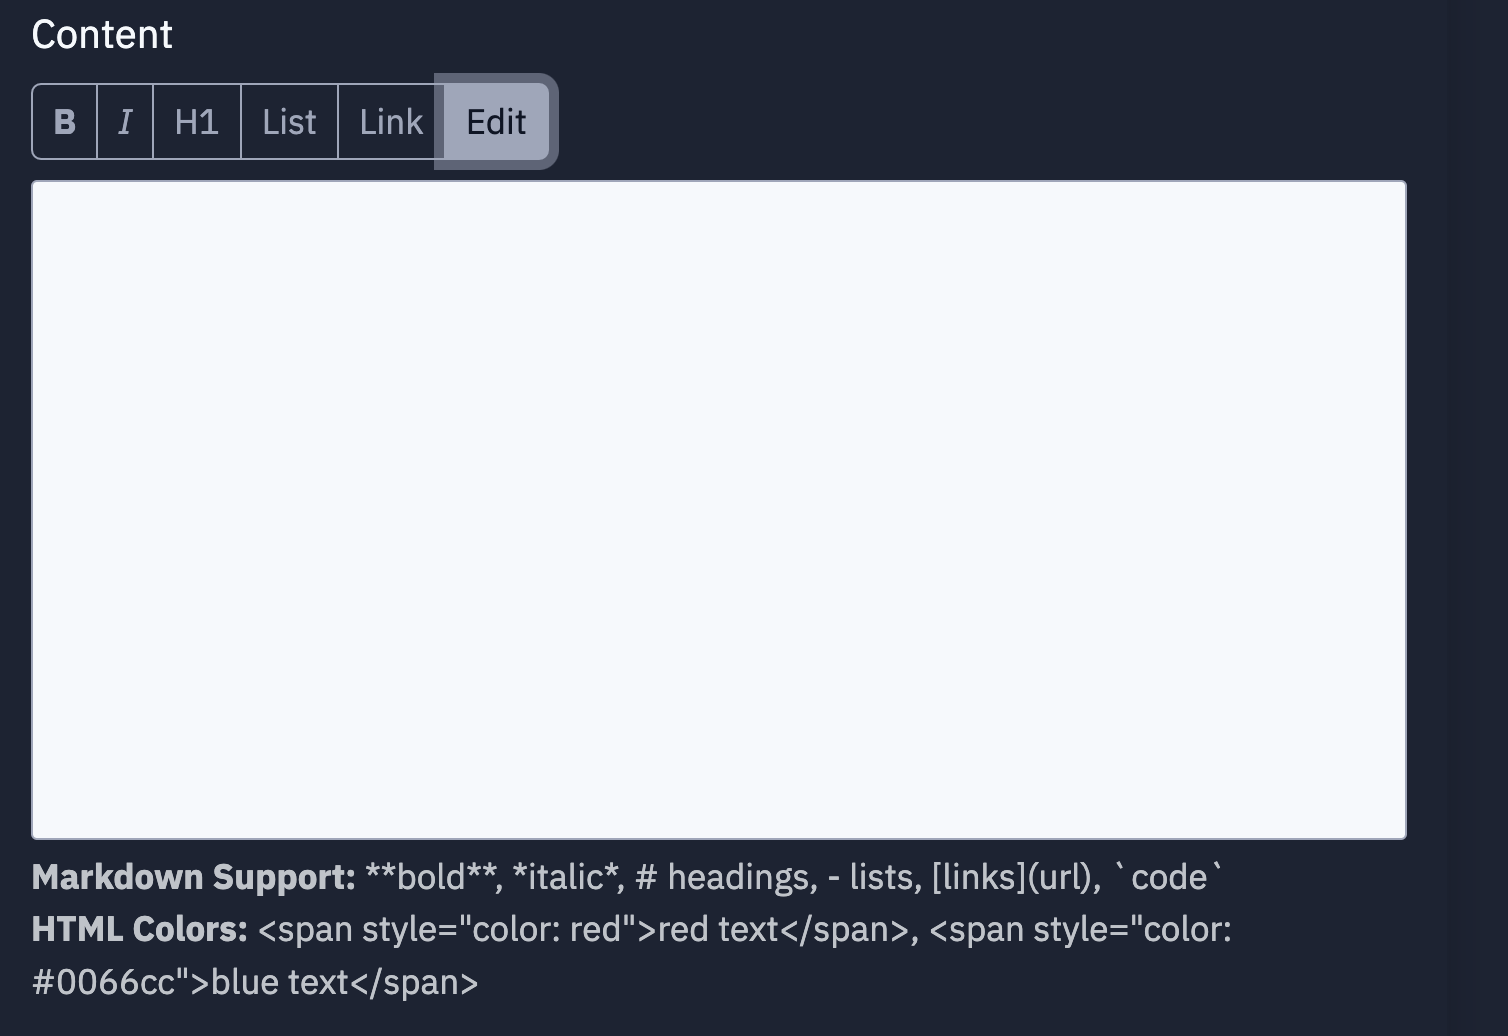 Content
B I H1 List Link Edit
Markdown Support: **bold**, *italic*, # headings, - lists, [links](url), `code`
HTML Colors: <span style="color: red">red text</span>, <span style="color:
#0066cc">blue text</span>